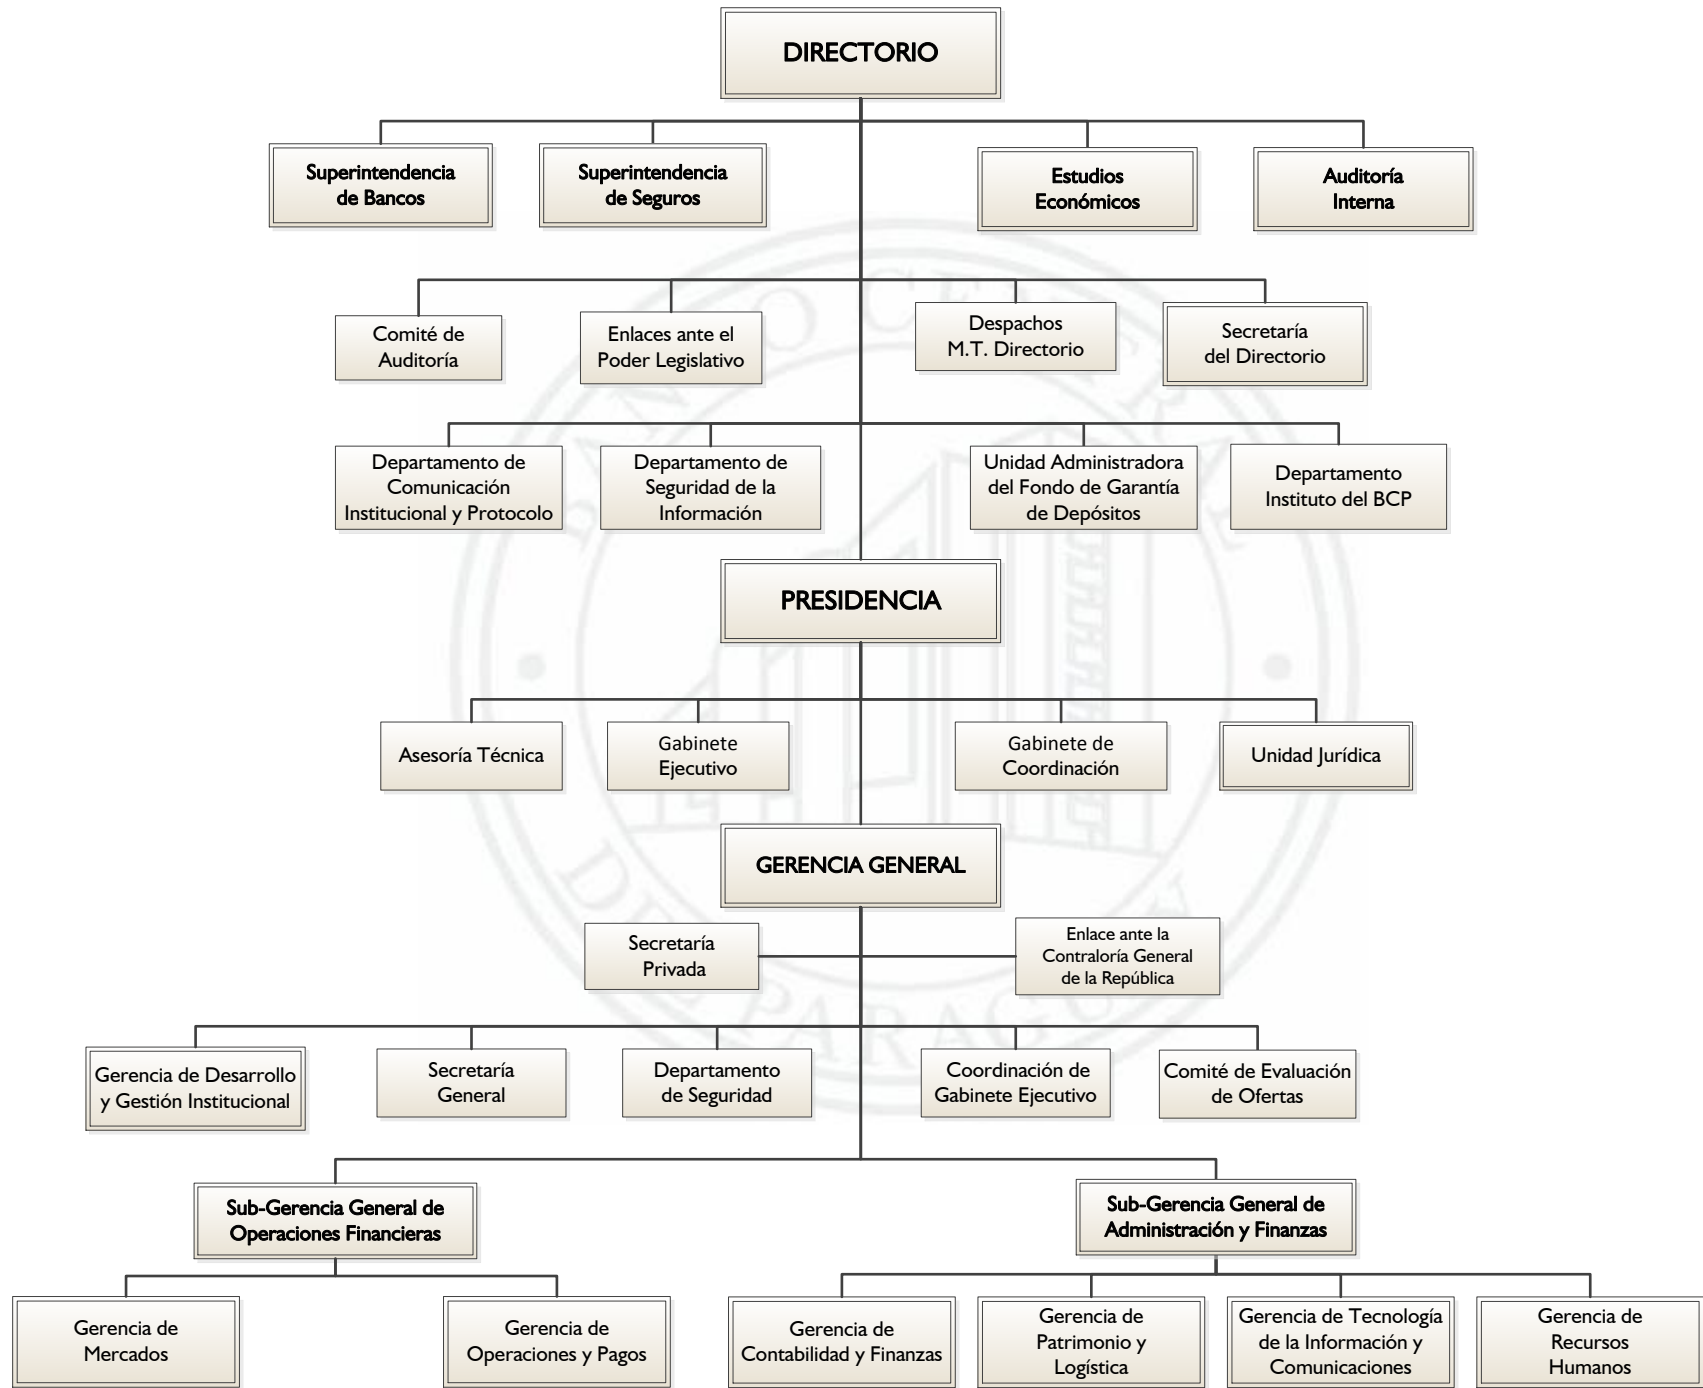 DIRECTORIO
Superintendencia
de Bancos
Superintendencia
de Seguros
Estudios
Económicos
Auditoría
Interna
Comité de
Auditoría
Enlaces ante el
Poder Legislativo
Despachos
M.T. Directorio
Secretaría
del Directorio
Departamento de
Comunicación
Institucional y Protocolo
Departamento de
Seguridad de la
Información
Unidad Administradora
del Fondo de Garantía
de Depósitos
Departamento
Instituto del BCP
PRESIDENCIA
Asesoría Técnica
Gabinete
Ejecutivo
Gabinete de
Coordinación
Unidad Jurídica
GERENCIA GENERAL
Secretaría
Privada
Enlace ante la
Contraloría General
de la República
Gerencia de Desarrollo
y Gestión Institucional
Secretaría
General
Departamento
de Seguridad
Coordinación de
Gabinete Ejecutivo
Comité de Evaluación
de Ofertas
Sub-Gerencia General de
Operaciones Financieras
Sub-Gerencia General de
Administración y Finanzas
Gerencia de
Mercados
Gerencia de
Operaciones y Pagos
Gerencia de
Contabilidad y Finanzas
Gerencia de
Patrimonio y
Logística
Gerencia de Tecnología
de la Información y
Comunicaciones
Gerencia de
Recursos
Humanos
BANCO CENTRAL
DEL PARAGUAY